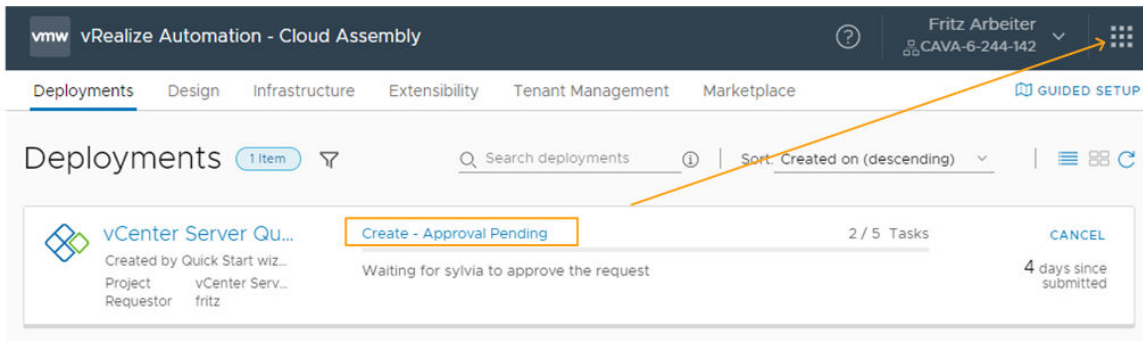 vmw vRealize Automation - Cloud Assembly
Fritz Arbeiter
CAVA-6-244-142
Deployments Design Infrastructure Extensibility Tenant Management Marketplace GUIDED SETUP
Deployments 1 Item Search deployments Sort: Created on (descending)
vCenter Server Qu...
Created by Quick Start wiz...
Project vCenter Serv...
Requestor fritz
Create - Approval Pending 2 / 5 Tasks
Waiting for sylvia to approve the request
CANCEL
4 days since
submitted